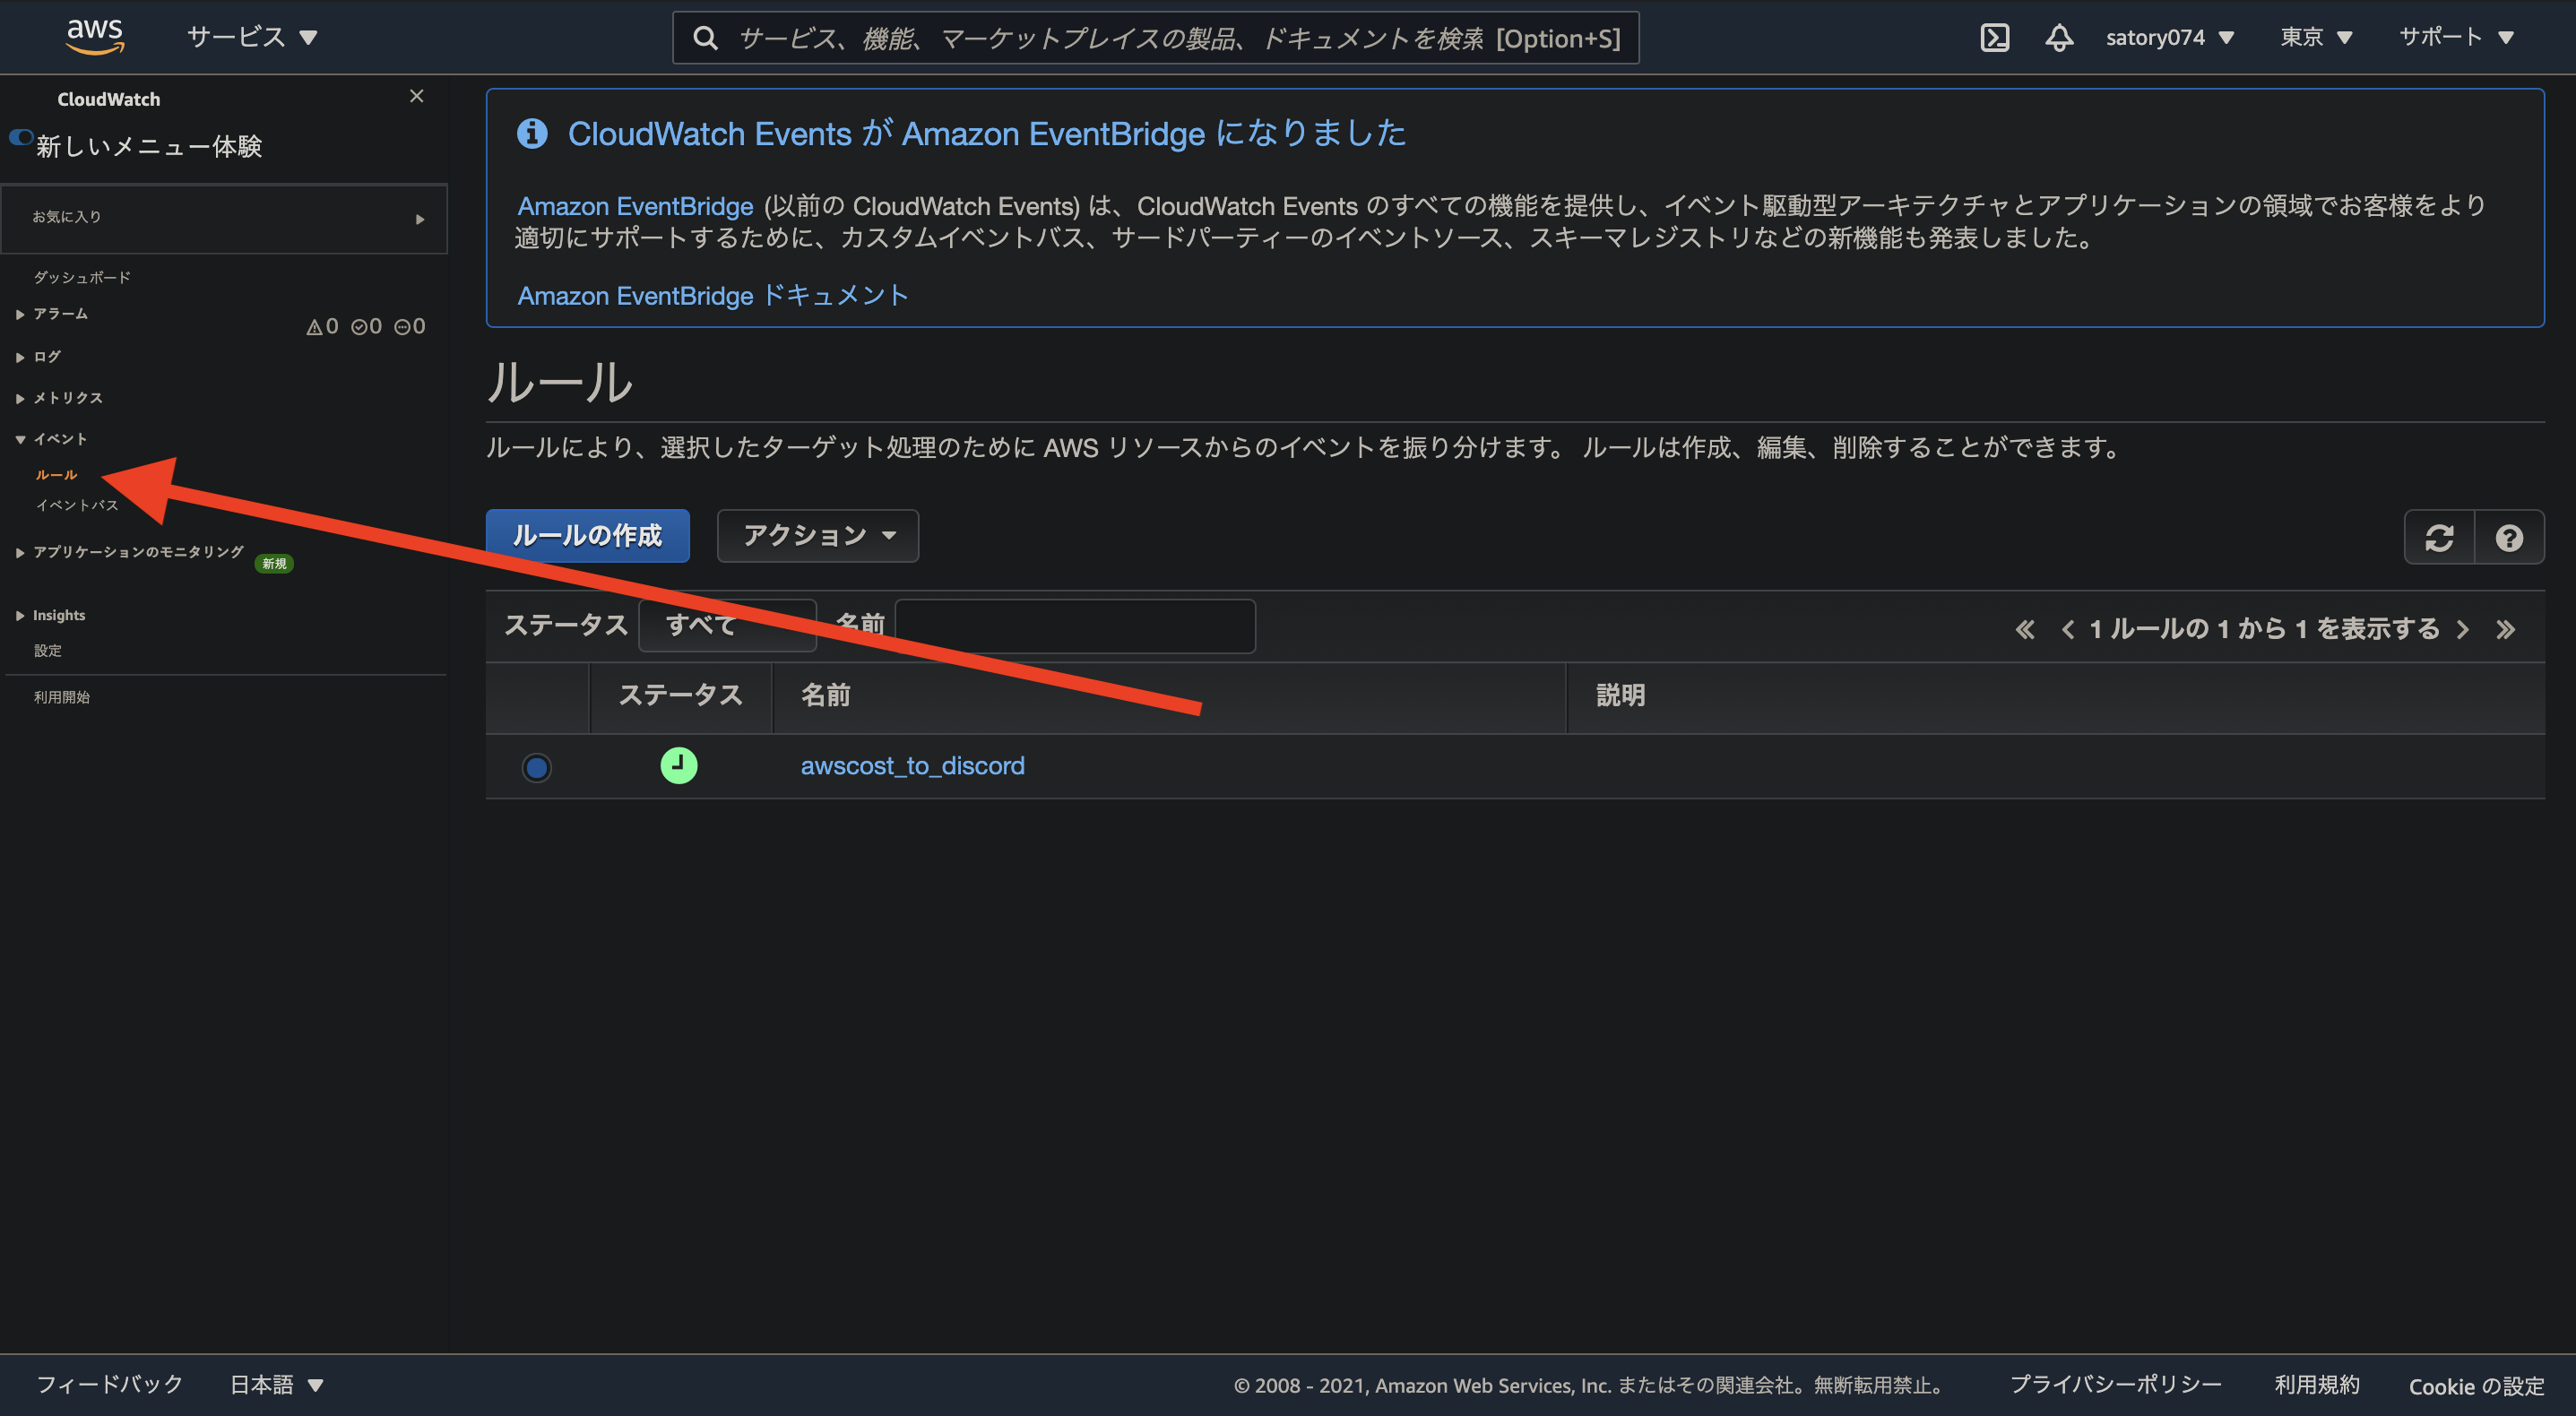 aws
サービス ▼
サービス、機能、マーケットプレイスの製品、ドキュメントを検索 [Option+S]
satory074 ▼
東京 ▼
サポート ▼
CloudWatch
新しいメニュー体験
お気に入り
ダッシュボード
アラーム
0 0 0
ログ
メトリクス
イベント
ルール
イベントバス
アプリケーションのモニタリング
新規
Insights
設定
利用開始
CloudWatch Events が Amazon EventBridge になりました
Amazon EventBridge (以前の CloudWatch Events) は、CloudWatch Events のすべての機能を提供し、イベント駆動型アーキテクチャとアプリケーションの領域でお客様をより
適切にサポートするために、カスタムイベントバス、サードパーティーのイベントソース、スキーマレジストリなどの新機能も発表しました。
Amazon EventBridge ドキュメント
ルール
ルールにより、選択したターゲット処理のために AWS リソースからのイベントを振り分けます。 ルールは作成、編集、削除することができます。
ルールの作成
アクション
ステータス すべて 名前
« ‹ 1 ルールの 1 から 1 を表示する › »
ステータス 名前 説明
awscost_to_discord
フィードバック
日本語 ▼
© 2008 - 2021, Amazon Web Services, Inc. またはその関連会社。無断転用禁止。
プライバシーポリシー
利用規約
Cookie の設定